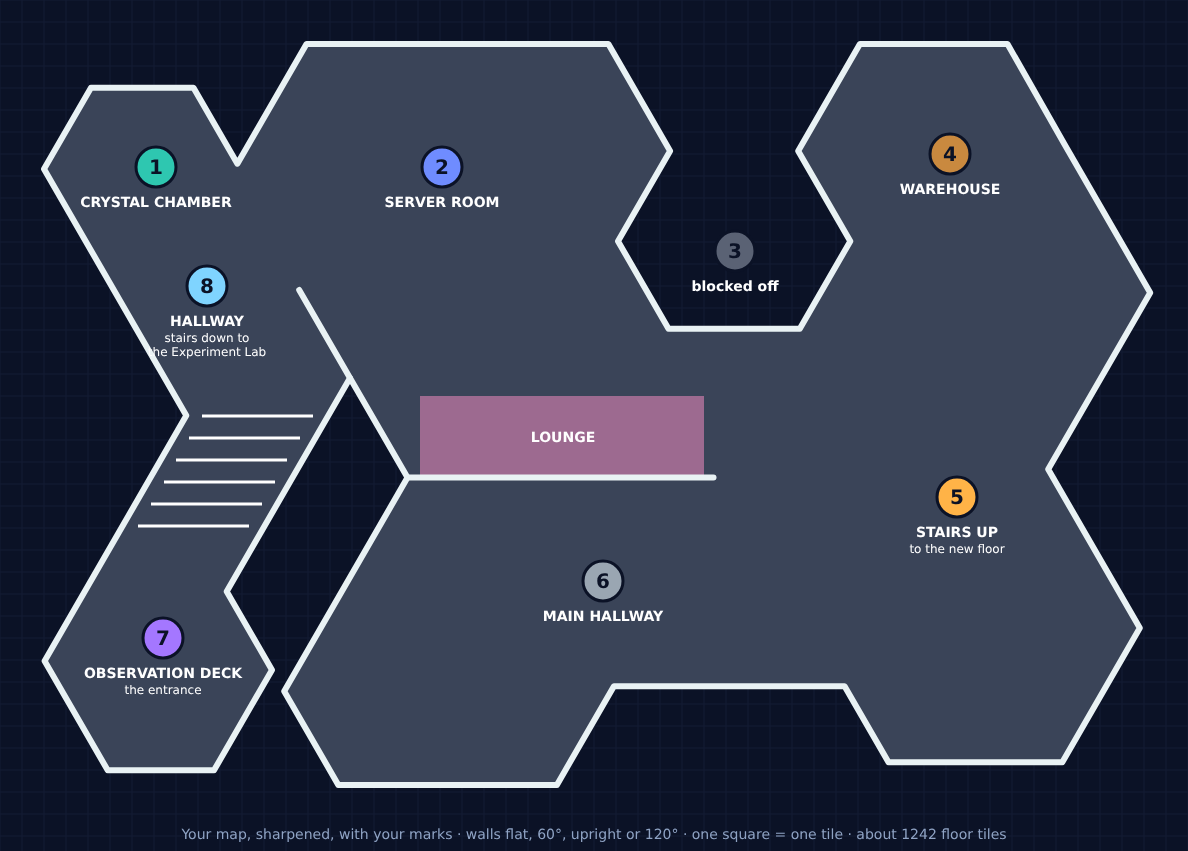 1
CRYSTAL CHAMBER
2
SERVER ROOM
3
blocked off
4
WAREHOUSE
8
HALLWAY
stairs down to
he Experiment Lab
LOUNGE
5
STAIRS UP
to the new floor
6
MAIN HALLWAY
7
OBSERVATION DECK
the entrance
Your map, sharpened, with your marks · walls flat, 60°, upright or 120° · one square = one tile · about 1242 floor tiles